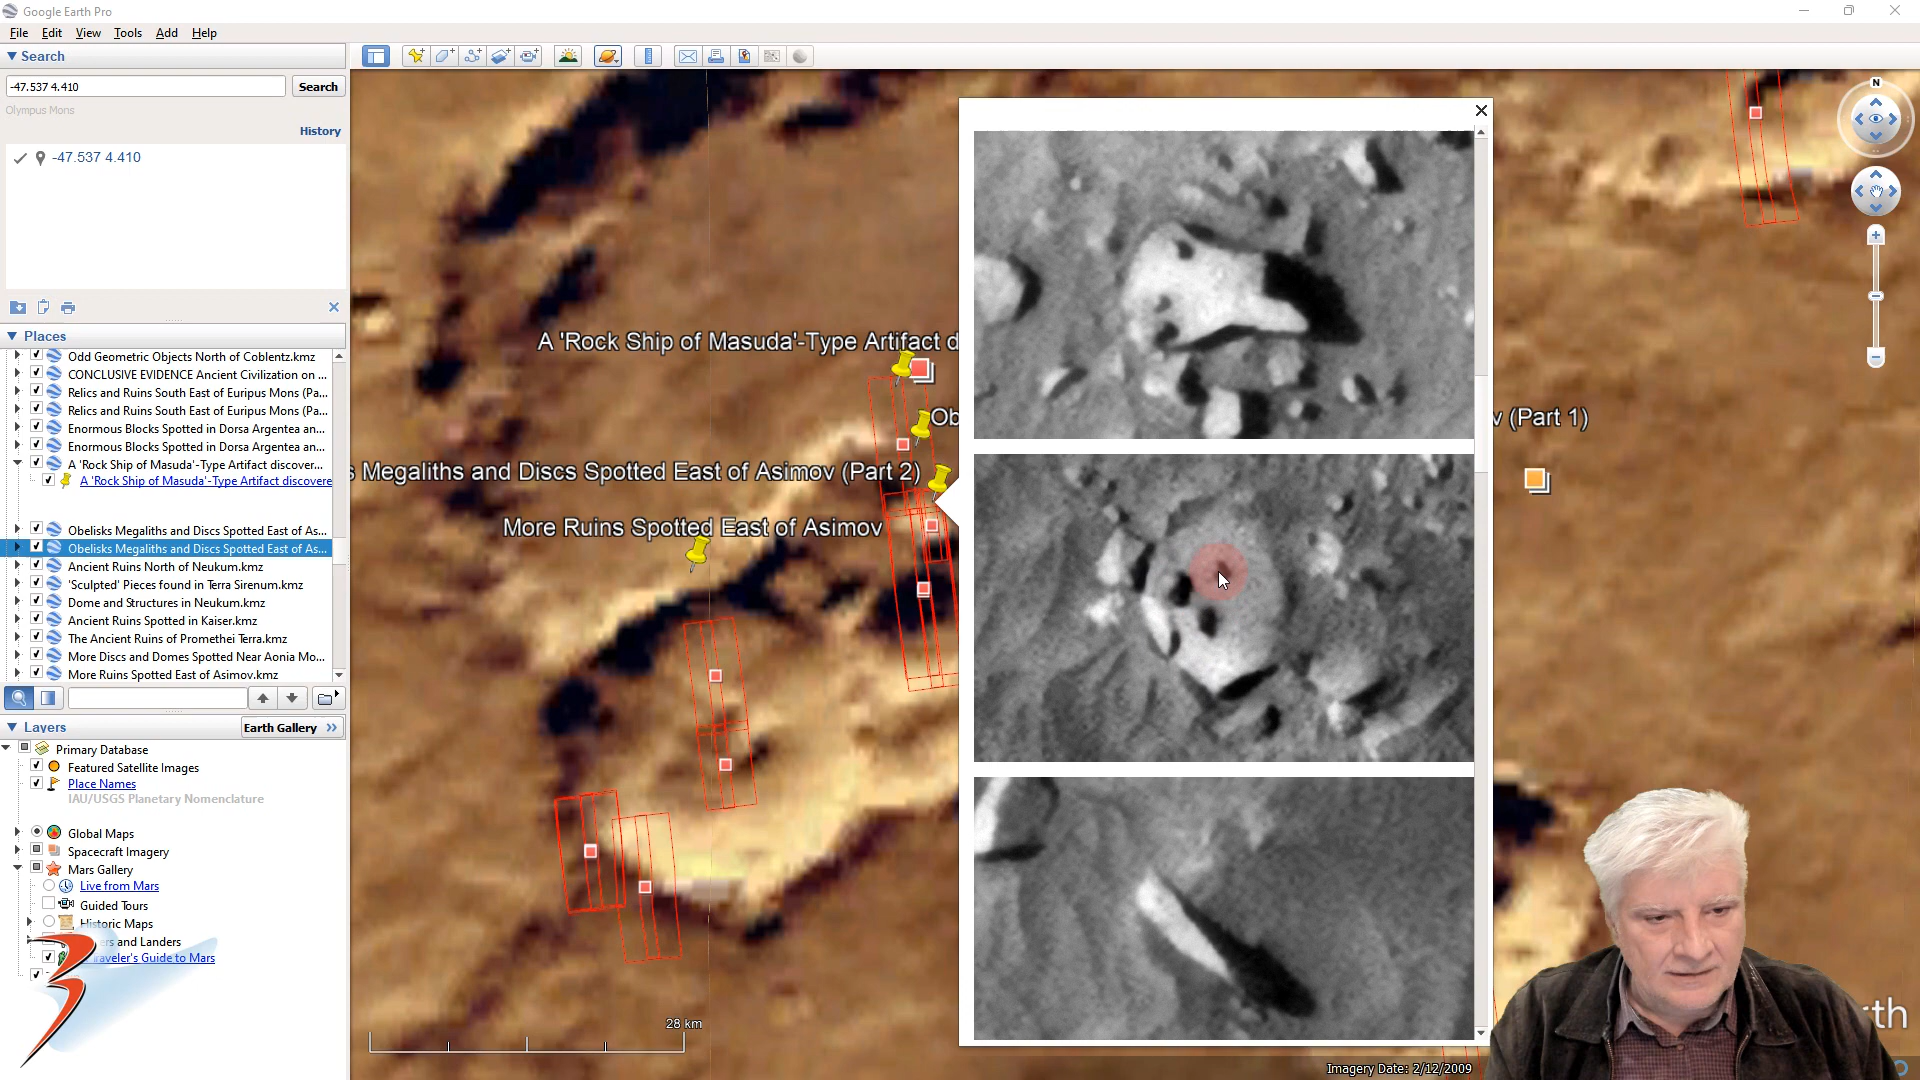 Google Earth Pro
File Edit View Tools Add Help
Search
-47.537 4.410
Search
Olympus Mons
History
-47.537 4.410
Places
Odd Geometric Objects North of Coblentz.kmz
CONCLUSIVE EVIDENCE Ancient Civilization on ...
Relics and Ruins South East of Euripus Mons (Pa...
Relics and Ruins South East of Euripus Mons (Pa...
Enormous Blocks Spotted in Dorsa Argentea an...
Enormous Blocks Spotted in Dorsa Argentea an...
A 'Rock Ship of Masuda'-Type Artifact discover...
A 'Rock Ship of Masuda'-Type Artifact discovere
Obelisks Megaliths and Discs Spotted East of As...
Obelisks Megaliths and Discs Spotted East of As...
Ancient Ruins North of Neukum.kmz
'Sculpted' Pieces found in Terra Sirenum.kmz
Dome and Structures in Neukum.kmz
Ancient Ruins Spotted in Kaiser.kmz
The Ancient Ruins of Promethei Terra.kmz
More Discs and Domes Spotted Near Aonia Mo...
More Ruins Spotted East of Asimov.kmz
Layers
Earth Gallery »
Primary Database
Featured Satellite Images
Place Names
IAU/USGS Planetary Nomenclature
Global Maps
Spacecraft Imagery
Mars Gallery
Live from Mars
Guided Tours
Historic Maps
ers and Landers
raveler's Guide to Mars
A 'Rock Ship of Masuda'-Type Artifact d
Ob
v (Part 1)
s Megaliths and Discs Spotted East of Asimov (Part 2)
More Ruins Spotted East of Asimov
28 km
N
rth
Imagery Date: 2/12/2009